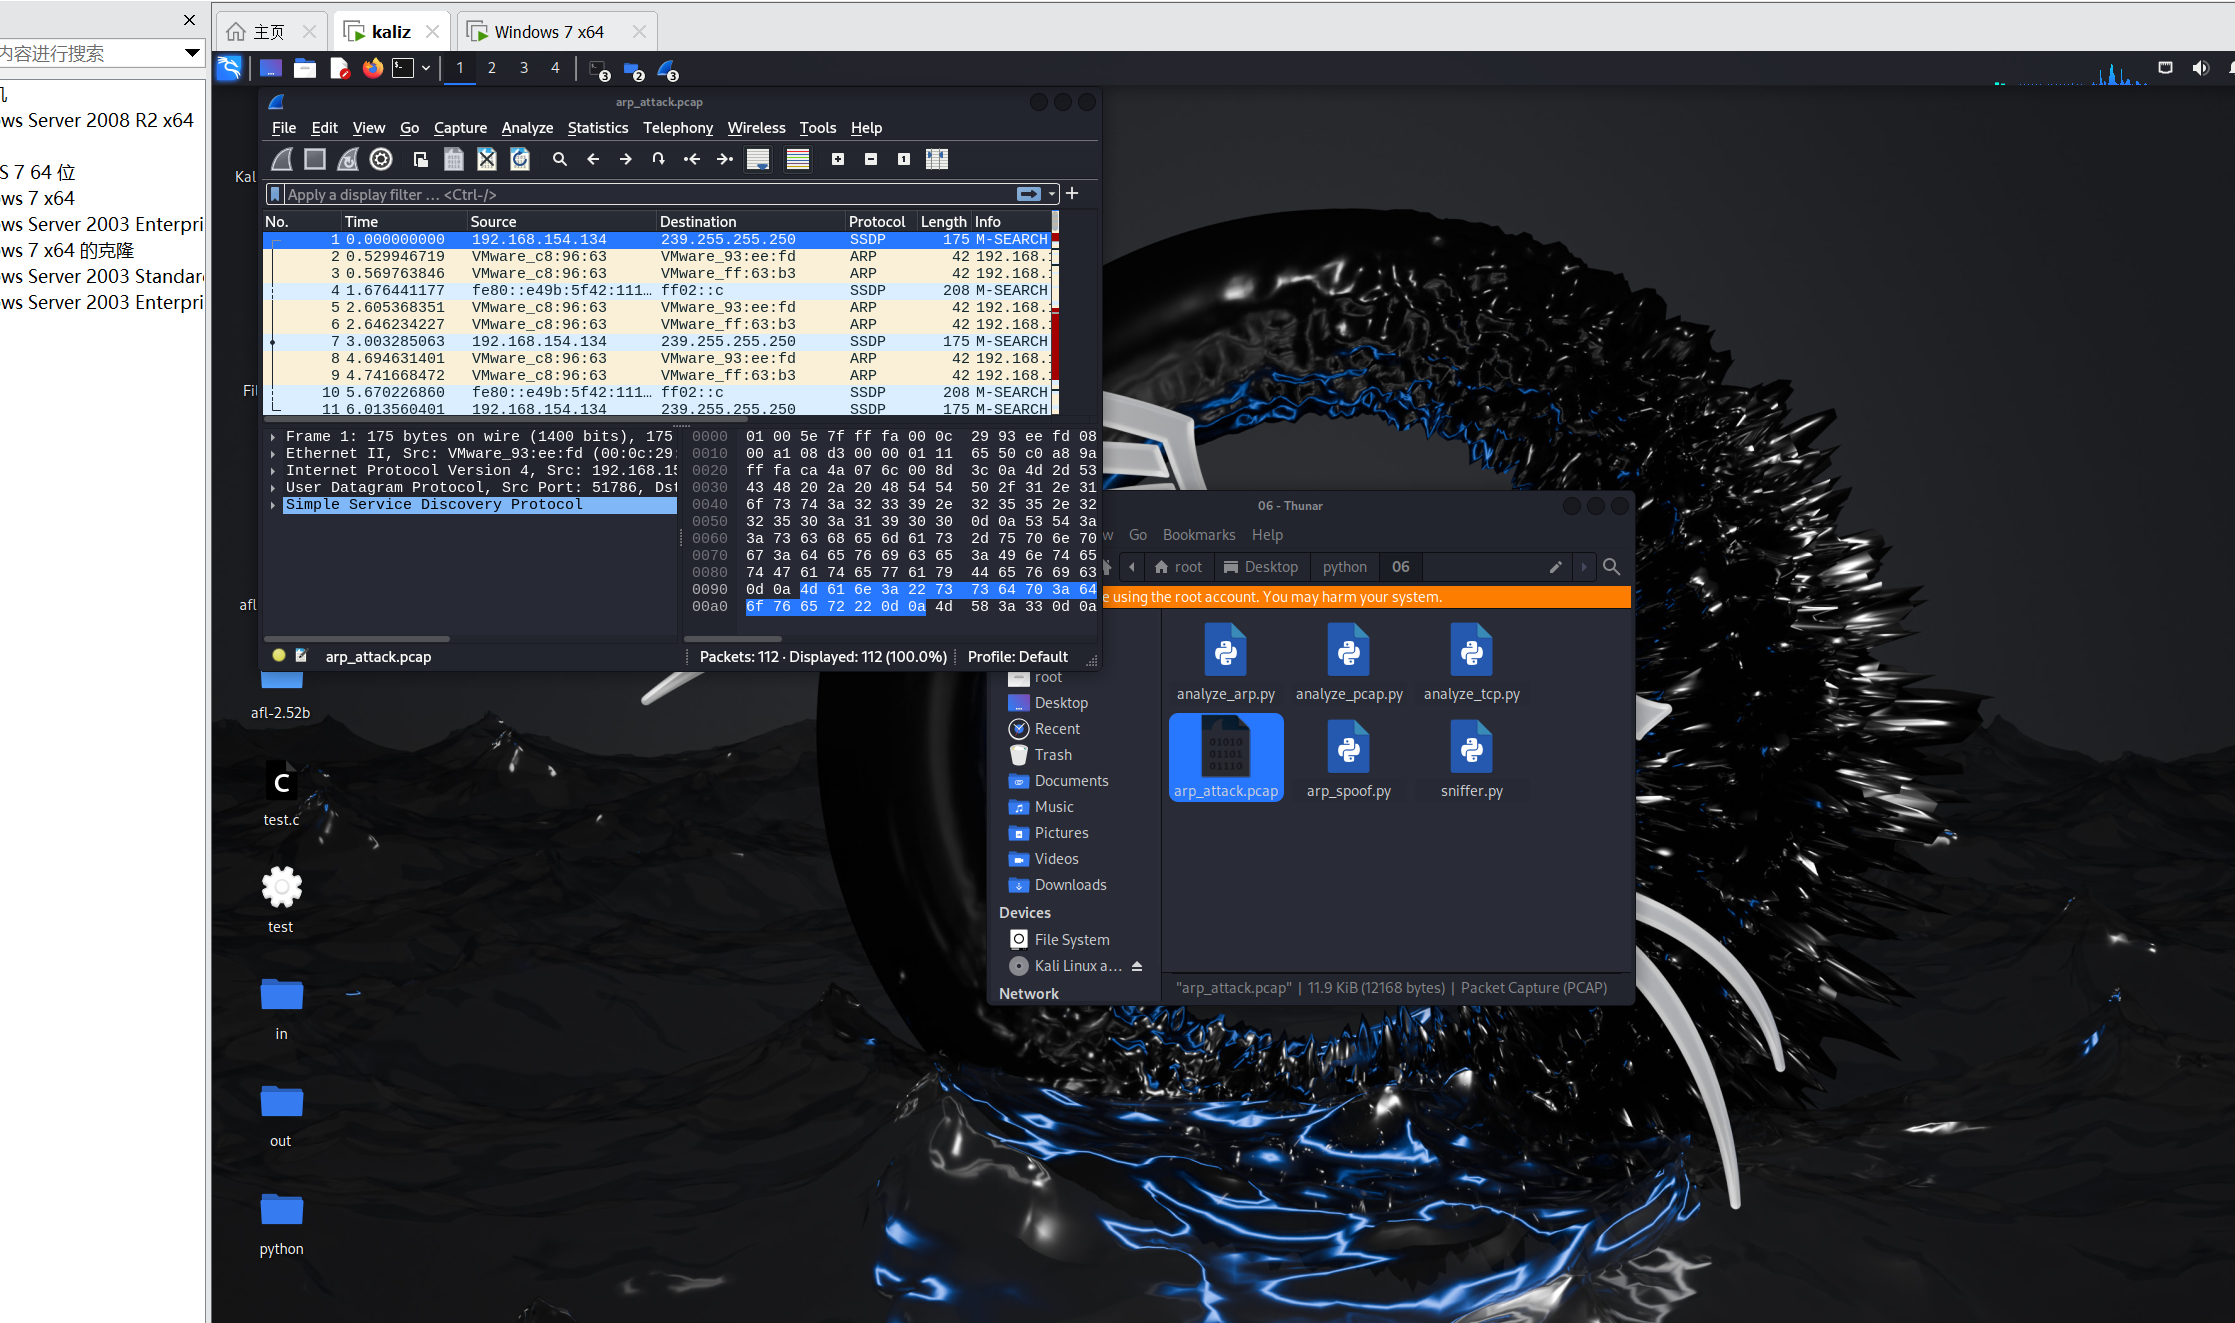 内容进行搜索
机
ws Server 2008 R2 x64
S 7 64 位
ws 7 x64
ws Server 2003 Enterpri
ws 7 x64 的克隆
ws Server 2003 Standar
ws Server 2003 Enterpri
主页
kaliz
Windows 7 x64
1 2 3 4
3 2 3
arp_attack.pcap
File Edit View Go Capture Analyze Statistics Telephony Wireless Tools Help
Apply a display filter … <Ctrl-/>
No. Time Source Destination Protocol Length Info
1 0.000000000 192.168.154.134 239.255.255.250 SSDP 175 M-SEARCH
2 0.529946719 VMware_c8:96:63 VMware_93:ee:fd ARP 42 192.168.1
3 0.569763846 VMware_c8:96:63 VMware_ff:63:b3 ARP 42 192.168.1
4 1.676441177 fe80::e49b:5f42:111… ff02::c SSDP 208 M-SEARCH
5 2.605368351 VMware_c8:96:63 VMware_93:ee:fd ARP 42 192.168.1
6 2.646234227 VMware_c8:96:63 VMware_ff:63:b3 ARP 42 192.168.1
7 3.003285063 192.168.154.134 239.255.255.250 SSDP 175 M-SEARCH
8 4.694631401 VMware_c8:96:63 VMware_93:ee:fd ARP 42 192.168.1
9 4.741668472 VMware_c8:96:63 VMware_ff:63:b3 ARP 42 192.168.1
10 5.670226860 fe80::e49b:5f42:111… ff02::c SSDP 208 M-SEARCH
11 6.013560401 192.168.154.134 239.255.255.250 SSDP 175 M-SEARCH
Frame 1: 175 bytes on wire (1400 bits), 175
Ethernet II, Src: VMware_93:ee:fd (00:0c:29:
Internet Protocol Version 4, Src: 192.168.15
User Datagram Protocol, Src Port: 51786, Dst
Simple Service Discovery Protocol
0000 01 00 5e 7f ff fa 00 0c 29 93 ee fd 08
0010 00 a1 08 d3 00 00 01 11 65 50 c0 a8 9a
0020 ff fa ca 4a 07 6c 00 8d 3c 0a 4d 2d 53
0030 43 48 20 2a 20 48 54 54 50 2f 31 2e 31
0040 6f 73 74 3a 32 33 39 2e 32 35 35 2e 32
0050 32 35 30 3a 31 39 30 30 0d 0a 53 54 3a
0060 3a 73 63 68 65 6d 61 73 2d 75 70 6e 70
0070 67 3a 64 65 76 69 63 65 3a 49 6e 74 65
0080 74 47 61 74 65 77 61 79 44 65 76 69 63
0090 0d 0a 4d 61 6e 3a 22 73 73 64 70 3a 64
00a0 6f 76 65 72 22 0d 0a 4d 58 3a 33 0d 0a
arp_attack.pcap
Packets: 112 · Displayed: 112 (100.0%)
Profile: Default
Kal
Fil
afl
afl-2.52b
C
test.c
test
in
out
python
06 - Thunar
w Go Bookmarks Help
root Desktop python 06
e using the root account. You may harm your system.
root
Desktop
Recent
Trash
Documents
Music
Pictures
Videos
Downloads
Devices
File System
Kali Linux a…
Network
analyze_arp.py analyze_pcap.py analyze_tcp.py
01010
01101
01110
arp_attack.pcap arp_spoof.py sniffer.py
"arp_attack.pcap" | 11.9 KiB (12168 bytes) | Packet Capture (PCAP)